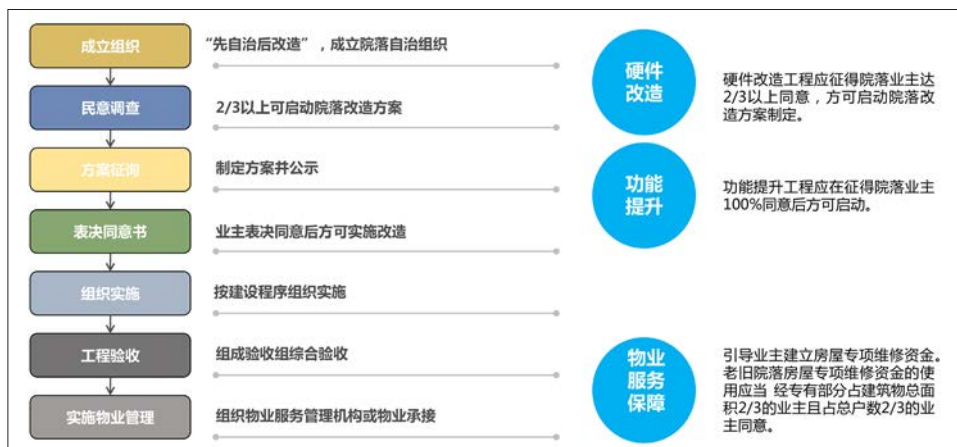 成立组织
“先自治后改造”，成立院落自治组织
民意调查
2/3以上可启动院落改造方案
方案征询
制定方案并公示
表决同意书
业主表决同意后方可实施改造
组织实施
按建设程序组织实施
工程验收
组成验收组综合验收
实施物业管理
组织物业服务管理机构或物业承接
硬件
改造
硬件改造工程应征得院落业主达
2/3以上同意，方可启动院落改
造方案制定。
功能
提升
功能提升工程应在征得院落业主
100%同意后方可启动。
物业
服务
保障
引导业主建立房屋专项维修资金。
老旧院落房屋专项维修资金的使
用应当 经专有部分占建筑物总面
积2/3的业主且占总户数2/3的业
主同意。